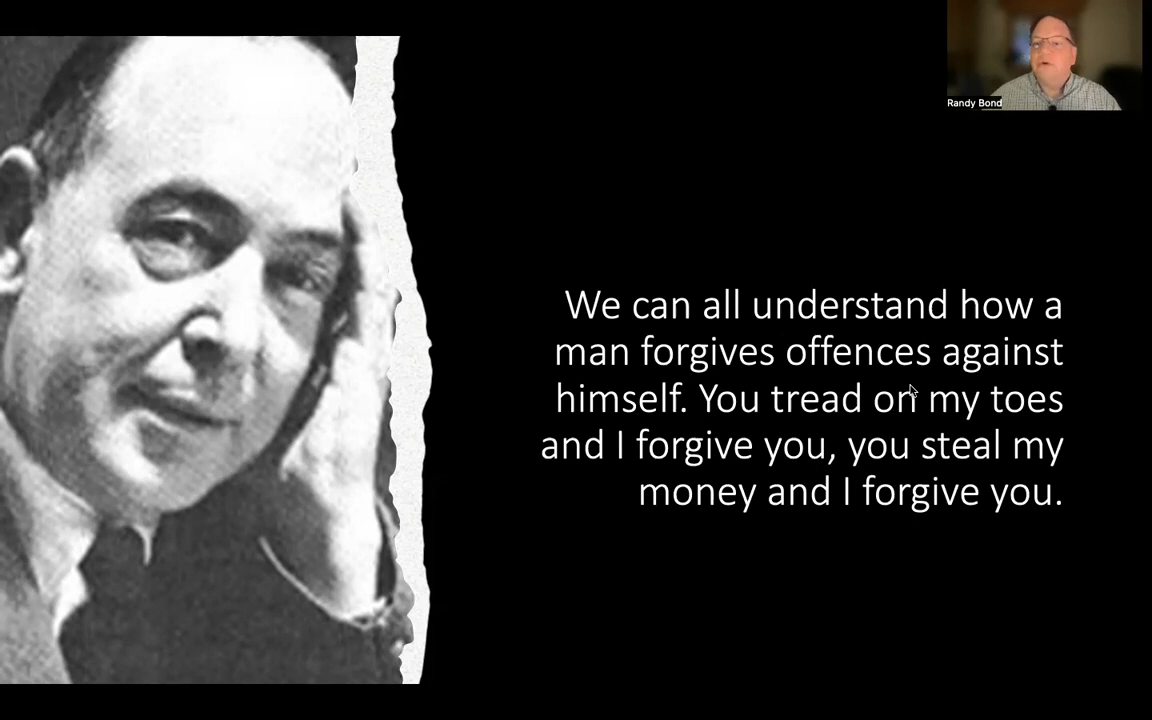 Randy Bond
We can all understand how a
man forgives offences against
himself. You tread on my toes
and I forgive you, you steal my
money and I forgive you.